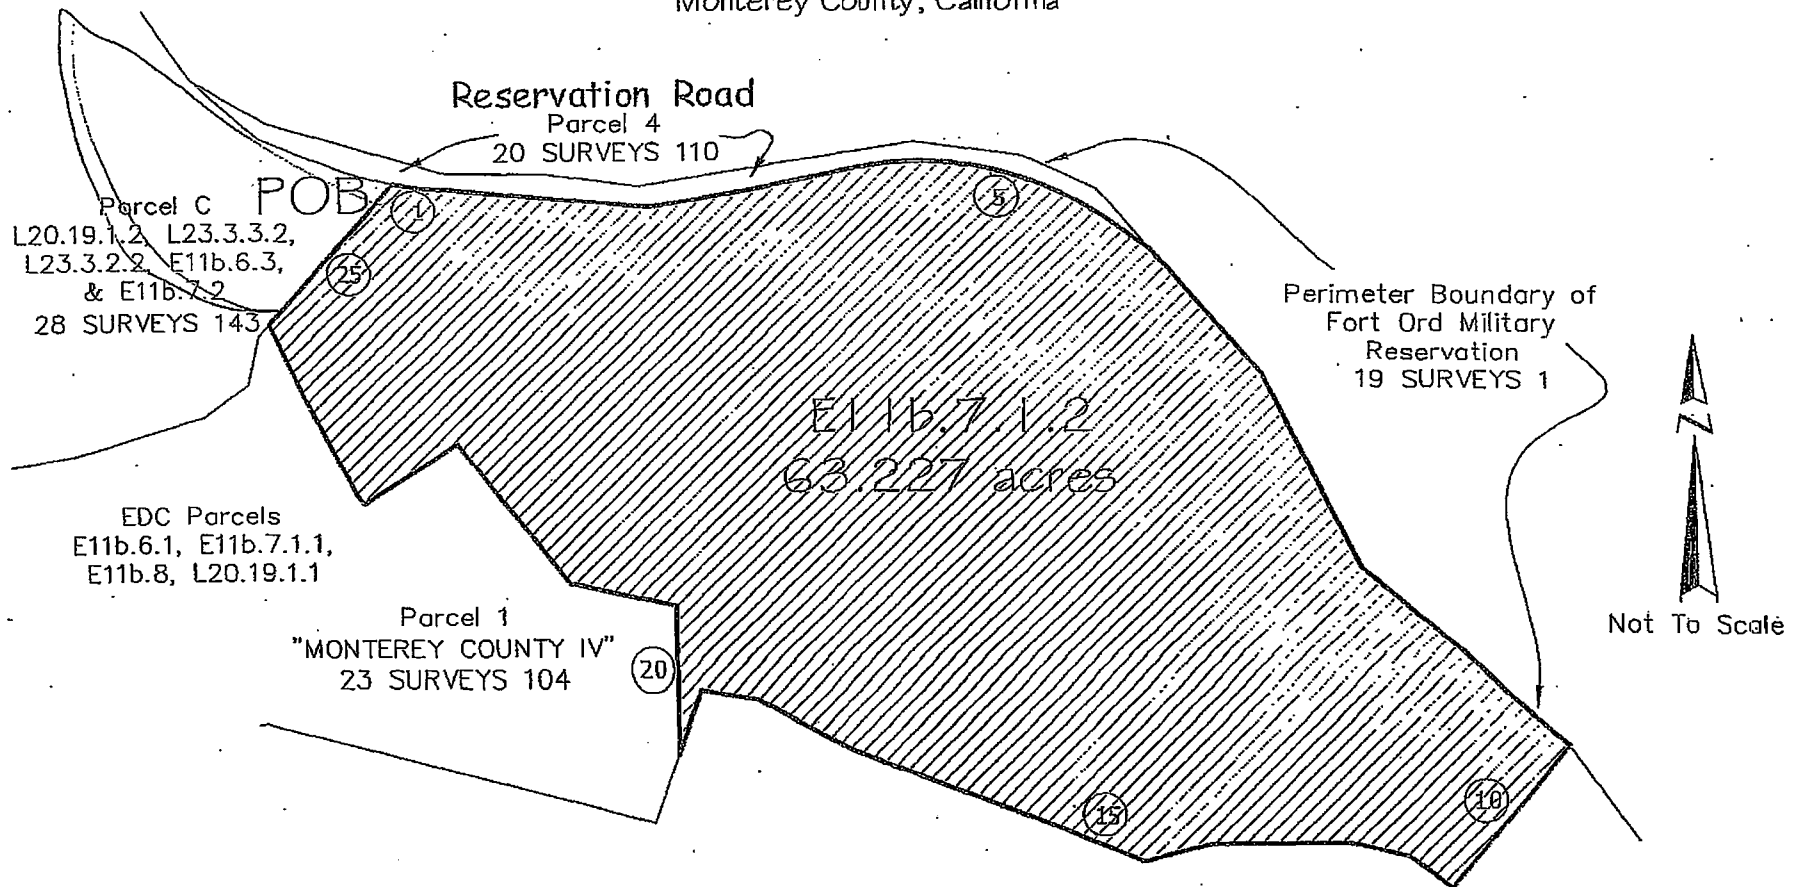 Monterey County, California
Reservation Road
Parcel 4
20 SURVEYS 110
POB
1
5
Parcel C
L20.19.1.2, L23.3.3.2,
L23.3.2.2, E11b.6.3,
& E11b.7.2
28 SURVEYS 143
25
Perimeter Boundary of
Fort Ord Military
Reservation
19 SURVEYS 1
E11b.7.1.2
63.227 acres
N
Not To Scale
EDC Parcels
E11b.6.1, E11b.7.1.1,
E11b.8, L20.19.1.1
Parcel 1
"MONTEREY COUNTY IV"
23 SURVEYS 104
20
15
10